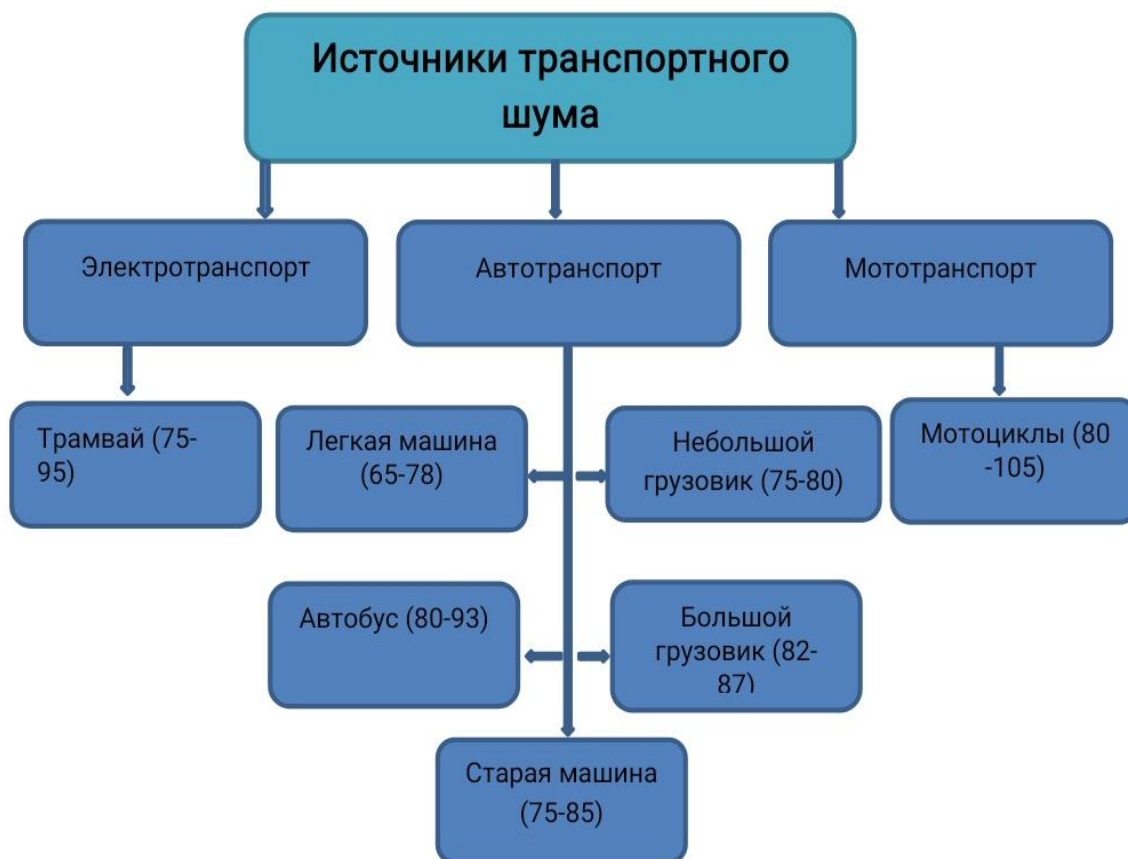 Источники транспортного
шума
Электротранспорт
Автотранспорт
Мототранспорт
Трамвай (75-
95)
Легкая машина
(65-78)
Небольшой
грузовик (75-80)
Мотоциклы (80
-105)
Автобус (80-93)
Большой
грузовик (82-
87)
Старая машина
(75-85)